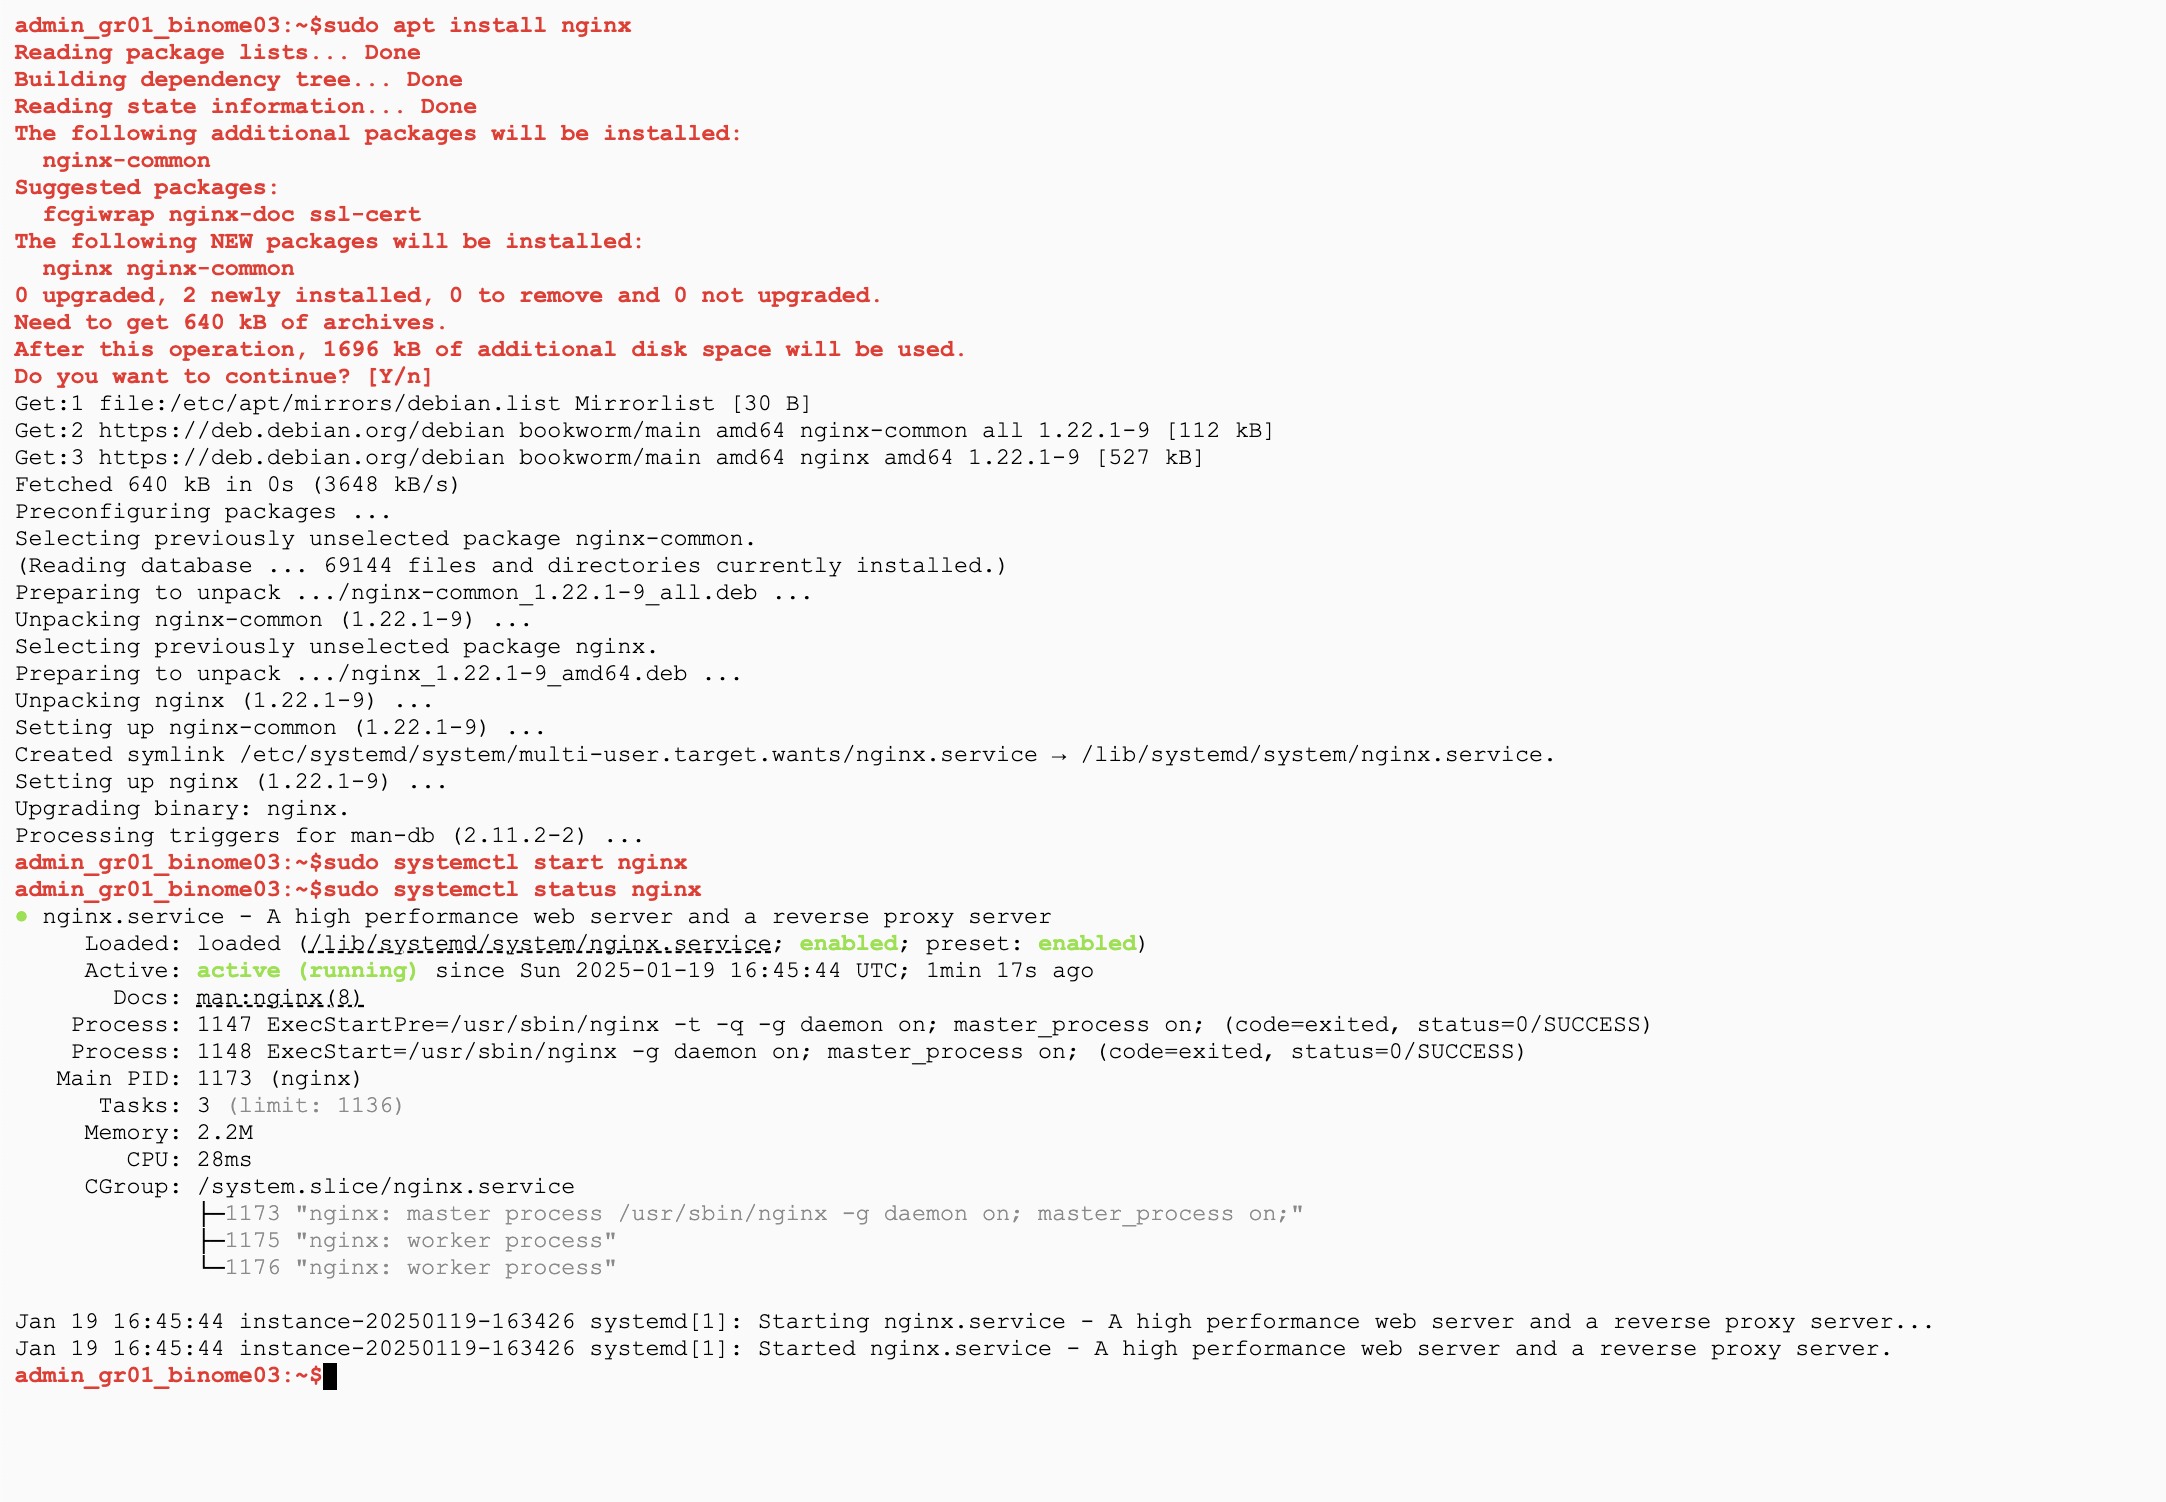 admin_gr01_binome03:~$sudo apt install nginx
Reading package lists... Done
Building dependency tree... Done
Reading state information... Done
The following additional packages will be installed:
  nginx-common
Suggested packages:
  fcgiwrap nginx-doc ssl-cert
The following NEW packages will be installed:
  nginx nginx-common
0 upgraded, 2 newly installed, 0 to remove and 0 not upgraded.
Need to get 640 kB of archives.
After this operation, 1696 kB of additional disk space will be used.
Do you want to continue? [Y/n]
Get:1 file:/etc/apt/mirrors/debian.list Mirrorlist [30 B]
Get:2 https://deb.debian.org/debian bookworm/main amd64 nginx-common all 1.22.1-9 [112 kB]
Get:3 https://deb.debian.org/debian bookworm/main amd64 nginx amd64 1.22.1-9 [527 kB]
Fetched 640 kB in 0s (3648 kB/s)
Preconfiguring packages ...
Selecting previously unselected package nginx-common.
(Reading database ... 69144 files and directories currently installed.)
Preparing to unpack .../nginx-common_1.22.1-9_all.deb ...
Unpacking nginx-common (1.22.1-9) ...
Selecting previously unselected package nginx.
Preparing to unpack .../nginx_1.22.1-9_amd64.deb ...
Unpacking nginx (1.22.1-9) ...
Setting up nginx-common (1.22.1-9) ...
Created symlink /etc/systemd/system/multi-user.target.wants/nginx.service → /lib/systemd/system/nginx.service.
Setting up nginx (1.22.1-9) ...
Upgrading binary: nginx.
Processing triggers for man-db (2.11.2-2) ...
admin_gr01_binome03:~$sudo systemctl start nginx
admin_gr01_binome03:~$sudo systemctl status nginx
● nginx.service - A high performance web server and a reverse proxy server
     Loaded: loaded (/lib/systemd/system/nginx.service; enabled; preset: enabled)
     Active: active (running) since Sun 2025-01-19 16:45:44 UTC; 1min 17s ago
       Docs: man:nginx(8)
    Process: 1147 ExecStartPre=/usr/sbin/nginx -t -q -g daemon on; master_process on; (code=exited, status=0/SUCCESS)
    Process: 1148 ExecStart=/usr/sbin/nginx -g daemon on; master_process on; (code=exited, status=0/SUCCESS)
   Main PID: 1173 (nginx)
      Tasks: 3 (limit: 1136)
     Memory: 2.2M
        CPU: 28ms
     CGroup: /system.slice/nginx.service
             ├─1173 "nginx: master process /usr/sbin/nginx -g daemon on; master_process on;"
             ├─1175 "nginx: worker process"
             └─1176 "nginx: worker process"

Jan 19 16:45:44 instance-20250119-163426 systemd[1]: Starting nginx.service - A high performance web server and a reverse proxy server...
Jan 19 16:45:44 instance-20250119-163426 systemd[1]: Started nginx.service - A high performance web server and a reverse proxy server.
admin_gr01_binome03:~$